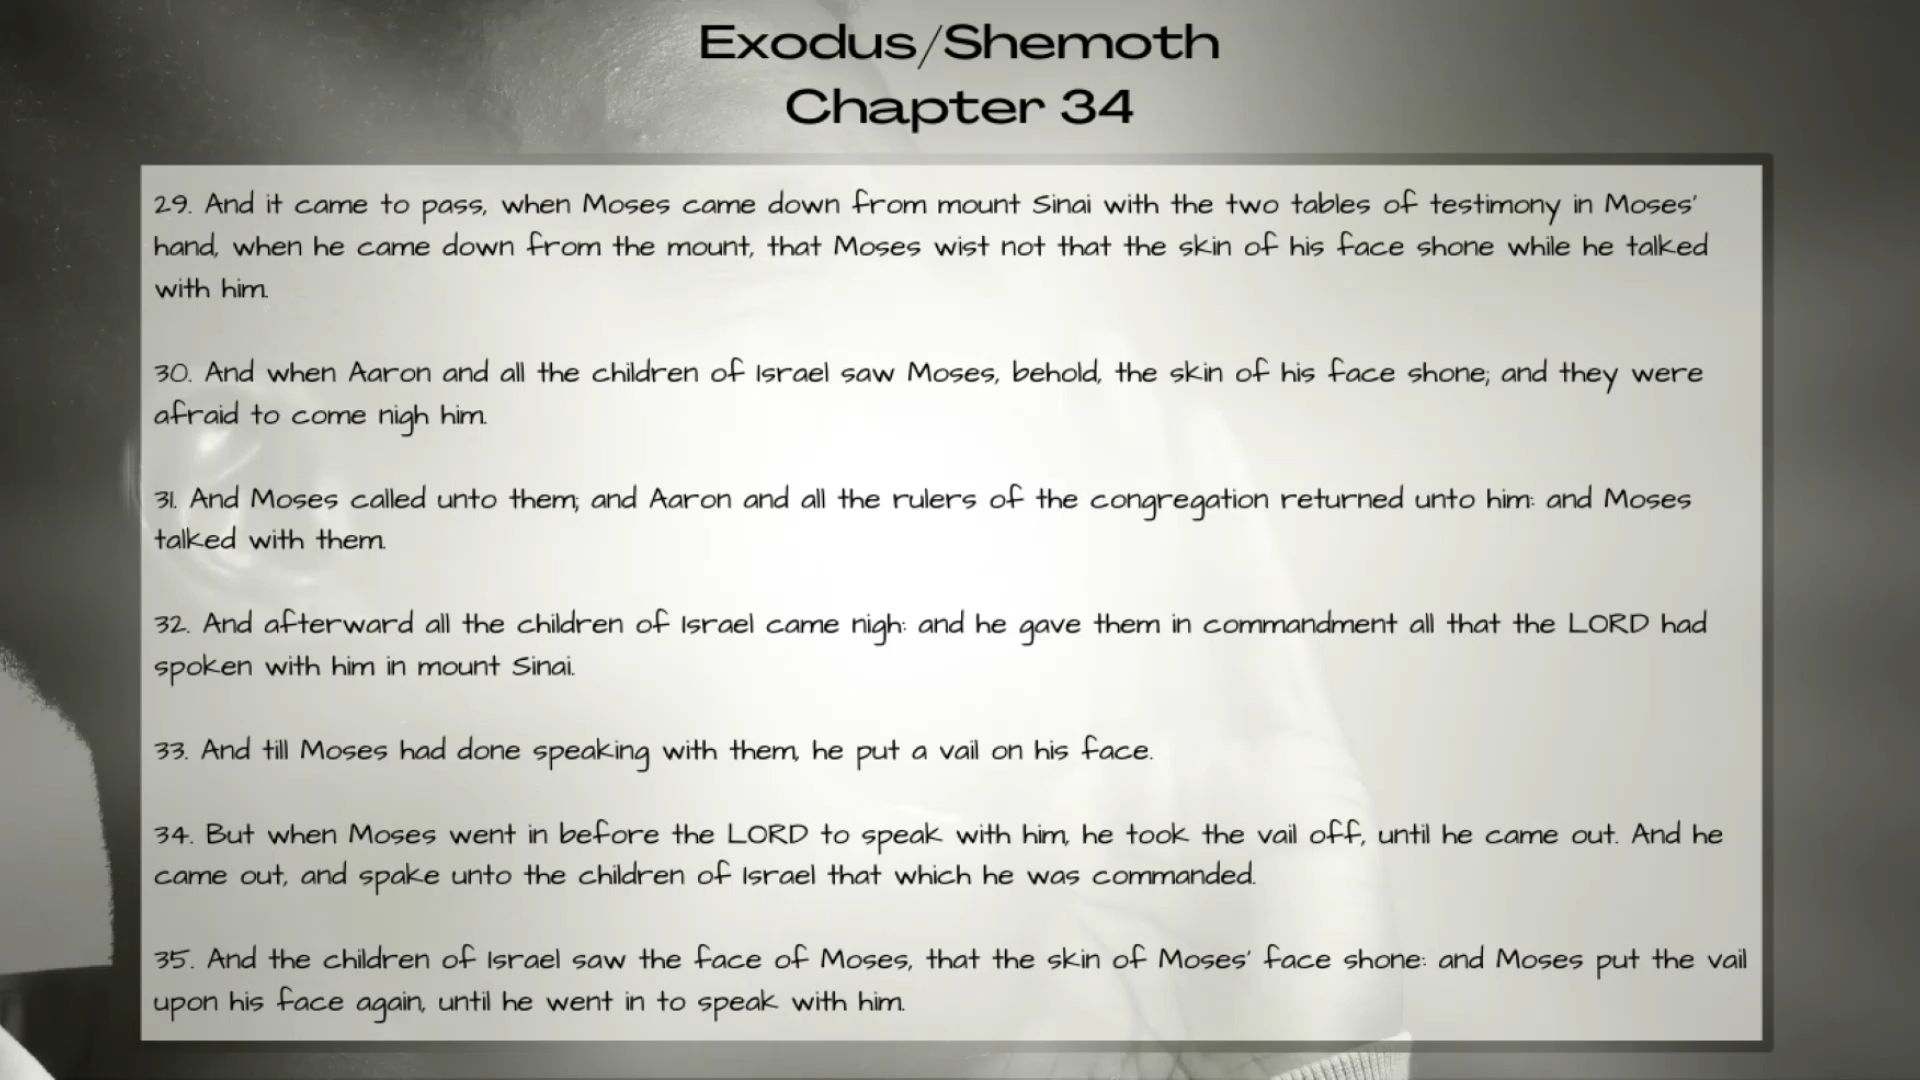 Exodus/Shemoth
Chapter 34
29. And it came to pass, when Moses came down from mount Sinai with the two tables of testimony in Moses'
hand, when he came down from the mount, that Moses wist not that the skin of his face shone while he talked
with him.
30. And when Aaron and all the children of Israel saw Moses, behold, the skin of his face shone; and they were
afraid to come nigh him.
31. And Moses called unto them; and Aaron and all the rulers of the congregation returned unto him: and Moses
talked with them.
32. And afterward all the children of Israel came nigh: and he gave them in commandment all that the LORD had
spoken with him in mount Sinai.
33. And till Moses had done speaking with them, he put a vail on his face.
34. But when Moses went in before the LORD to speak with him, he took the vail off, until he came out. And he
came out, and spake unto the children of Israel that which he was commanded.
35. And the children of Israel saw the face of Moses, that the skin of Moses' face shone: and Moses put the vail
upon his face again, until he went in to speak with him.